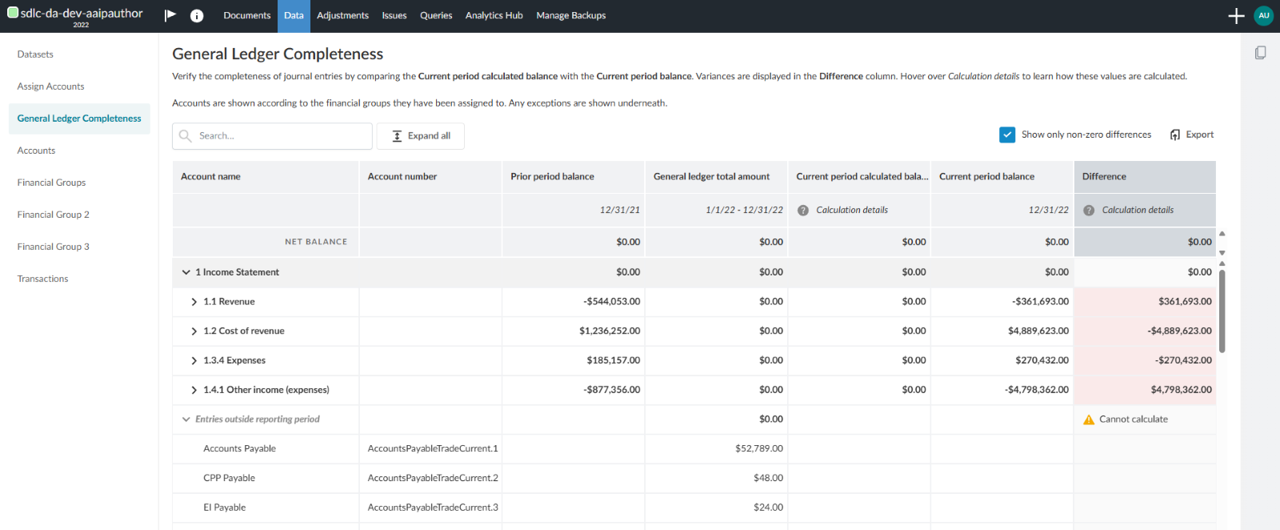 sdlc-da-dev-aaipauthor
2022
Documents Data Adjustments Issues Queries Analytics Hub Manage Backups
AU
Datasets
Assign Accounts
General Ledger Completeness
Accounts
Financial Groups
Financial Group 2
Financial Group 3
Transactions
General Ledger Completeness
Verify the completeness of journal entries by comparing the Current period calculated balance with the Current period balance. Variances are displayed in the Difference column. Hover over Calculation details to learn how these values are calculated.
Accounts are shown according to the financial groups they have been assigned to. Any exceptions are shown underneath.
Search... Expand all Show only non-zero differences Export
Account name Account number Prior period balance General ledger total amount Current period calculated bala... Current period balance Difference
12/31/21 1/1/22 - 12/31/22 Calculation details 12/31/22 Calculation details
NET BALANCE $0.00 $0.00 $0.00 $0.00 $0.00
1 Income Statement $0.00 $0.00 $0.00 $0.00 $0.00
1.1 Revenue -$544,053.00 $0.00 $0.00 -$361,693.00 $361,693.00
1.2 Cost of revenue $1,236,252.00 $0.00 $0.00 $4,889,623.00 -$4,889,623.00
1.3.4 Expenses $185,157.00 $0.00 $0.00 $270,432.00 -$270,432.00
1.4.1 Other income (expenses) -$877,356.00 $0.00 $0.00 -$4,798,362.00 $4,798,362.00
Entries outside reporting period $0.00 Cannot calculate
Accounts Payable AccountsPayableTradeCurrent.1 $52,789.00
CPP Payable AccountsPayableTradeCurrent.2 $48.00
EI Payable AccountsPayableTradeCurrent.3 $24.00